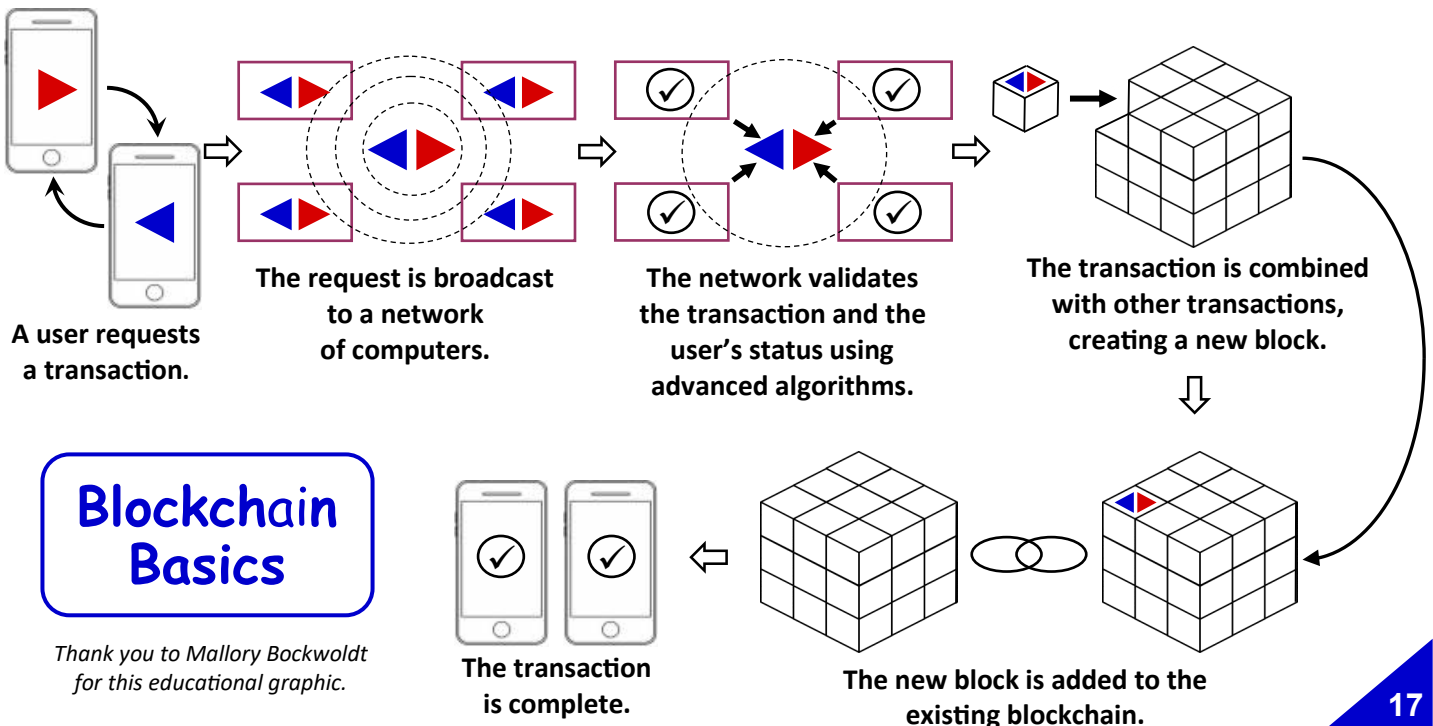 A user requests
a transaction.
The request is broadcast
to a network
of computers.
The network validates
the transaction and the
user's status using
advanced algorithms.
The transaction is combined
with other transactions,
creating a new block.
The new block is added to the
existing blockchain.
The transaction
is complete.
Blockchain
Basics
Thank you to Mallory Bockwoldt
for this educational graphic.
17